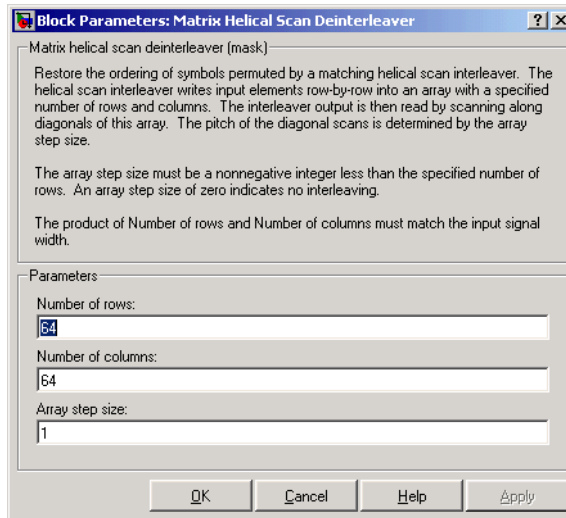 Block Parameters: Matrix Helical Scan Deinterleaver
Matrix helical scan deinterleaver (mask)
Restore the ordering of symbols permuted by a matching helical scan interleaver. The
helical scan interleaver writes input elements row-by-row into an array with a specified
number of rows and columns. The interleaver output is then read by scanning along
diagonals of this array. The pitch of the diagonal scans is determined by the array
step size.
The array step size must be a nonnegative integer less than the specified number of
rows. An array step size of zero indicates no interleaving.
The product of Number of rows and Number of columns must match the input signal
width.
Parameters
Number of rows:
64
Number of columns:
64
Array step size:
1
OK Cancel Help Apply